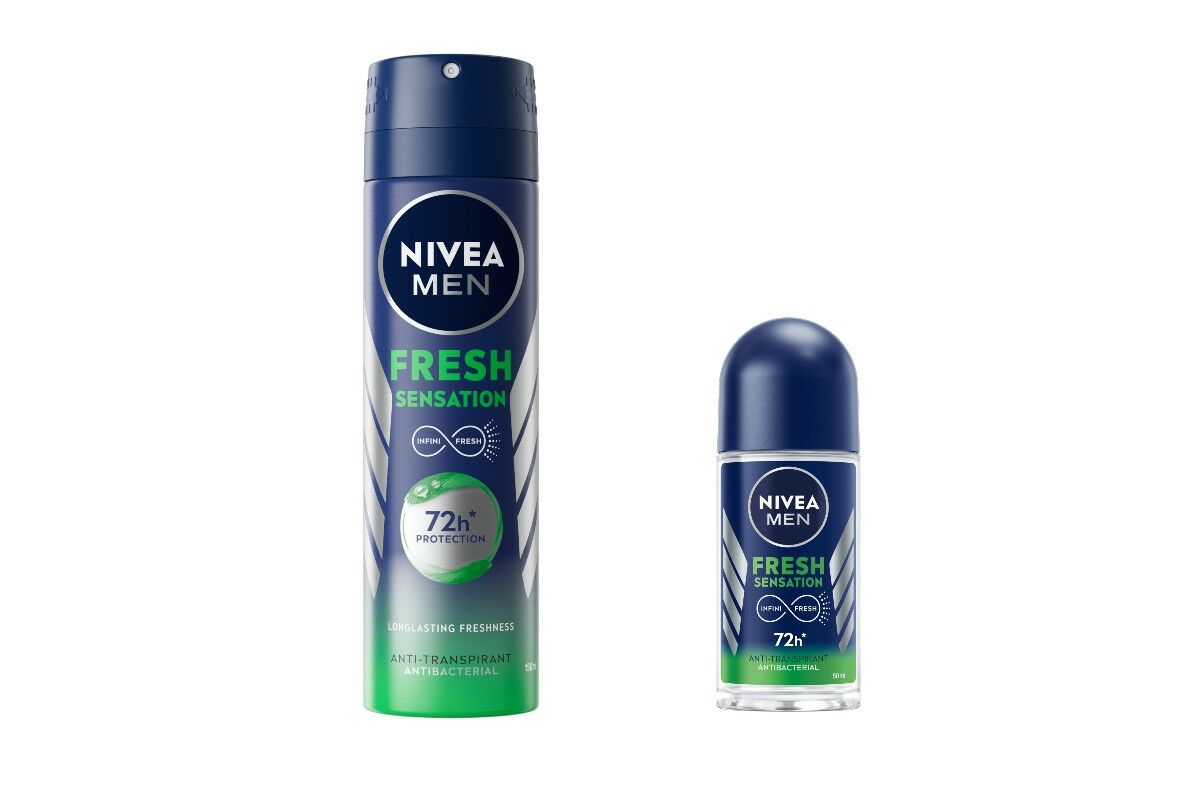 NIVEA
MEN
FRESH
SENSATION
INFINI FRESH
72h*
PROTECTION
LONGLASTING FRESHNESS
ANTI-TRANSPIRANT
ANTIBACTERIAL
150ml
NIVEA
MEN
FRESH
SENSATION
INFINI FRESH
72h*
ANTI-TRANSPIRANT
ANTIBACTERIAL
50ml